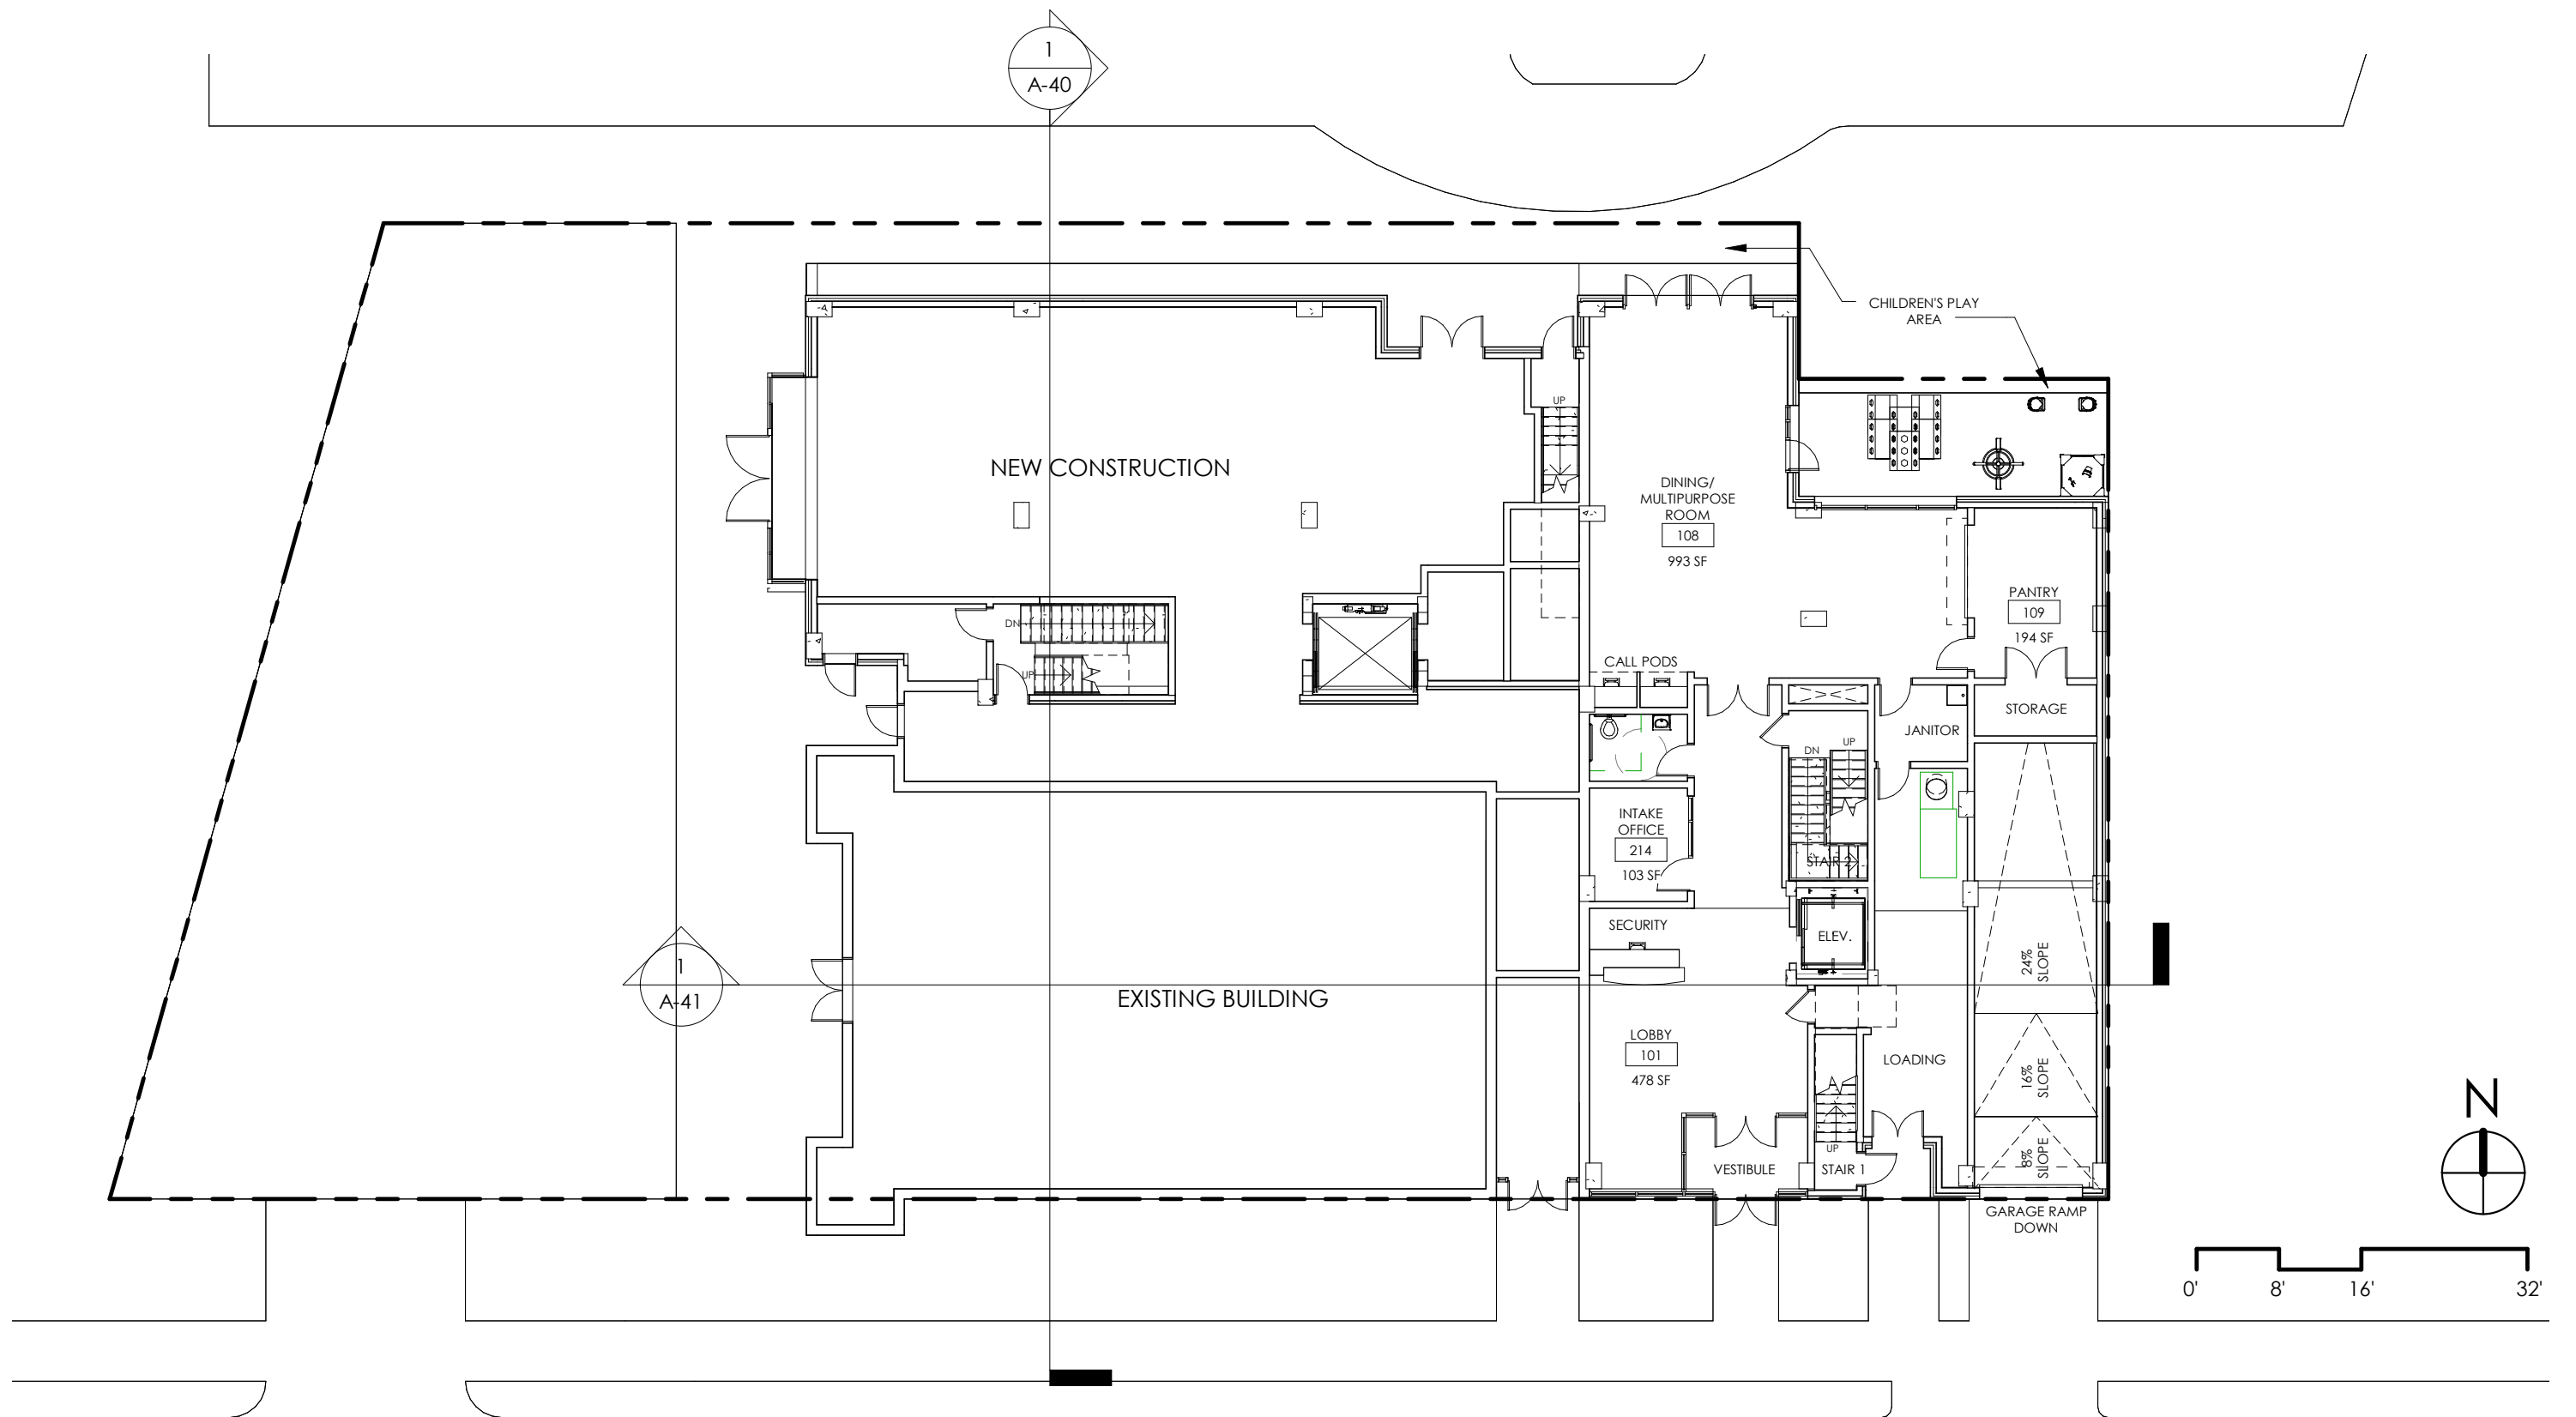 1
A-40
CHILDREN'S PLAY
AREA
UP
NEW CONSTRUCTION
DINING/
MULTIPURPOSE
ROOM
108
993 SF
PANTRY
109
194 SF
DN
UP
CALL PODS
STORAGE
JANITOR
DN
UP
INTAKE
OFFICE
214
103 SF
STAIR 2
SECURITY
ELEV.
24%
SLOPE
1
A-41
EXISTING BUILDING
LOBBY
101
478 SF
LOADING
16%
SLOPE
N
UP
VESTIBULE
STAIR 1
8%
SLOPE
GARAGE RAMP
DOWN
0' 8' 16' 32'